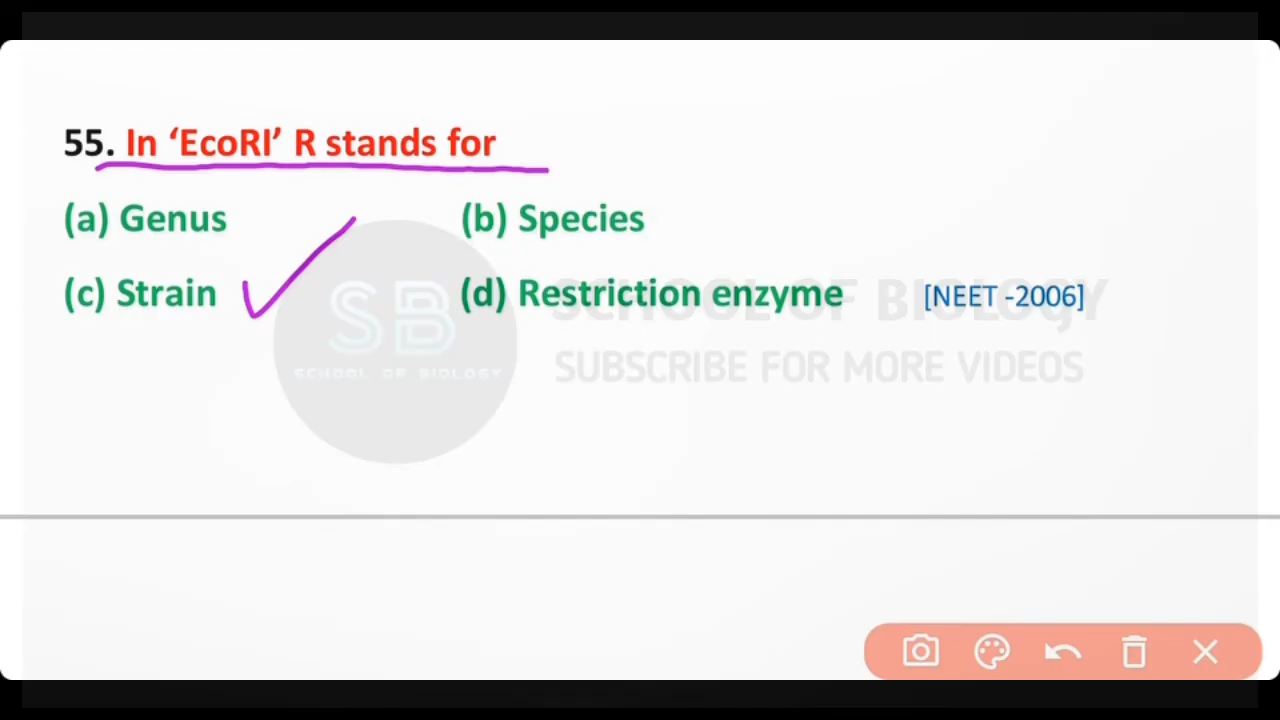 55. In ‘EcoRI’ R stands for
(a) Genus (b) Species
(c) Strain (d) Restriction enzyme [NEET -2006]
SB
SCHOOL OF BIOLOGY
SCHOOL OF BIOLOGY
SUBSCRIBE FOR MORE VIDEOS